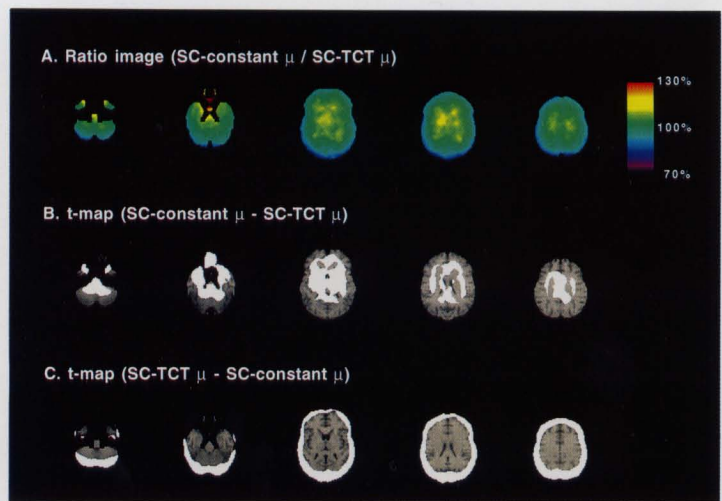 A. Ratio image (SC-constant μ / SC-TCT μ)
130%
100%
70%
B. t-map (SC-constant μ - SC-TCT μ)
C. t-map (SC-TCT μ - SC-constant μ)